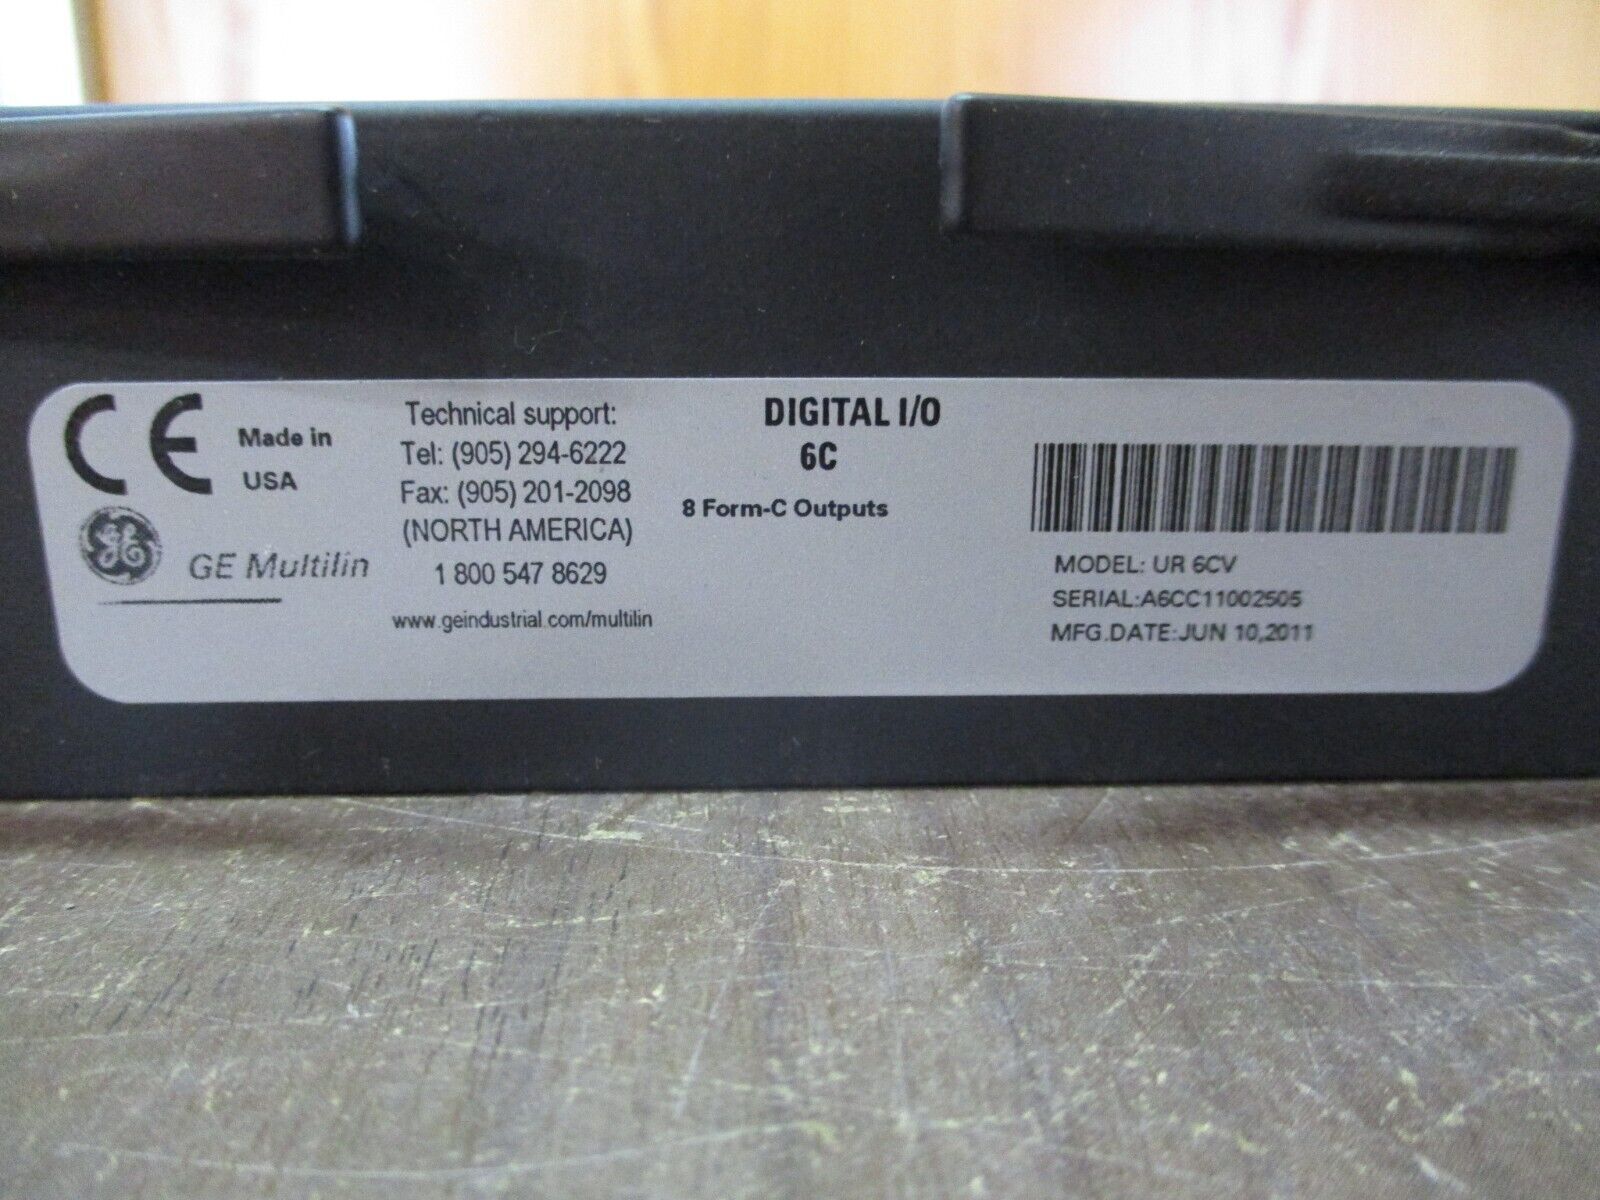 CE Made in
USA
GE Multilin
Technical support:
Tel: (905) 294-6222
Fax: (905) 201-2098
(NORTH AMERICA)
1 800 547 8629
www.geindustrial.com/multilin
DIGITAL I/O
6C
8 Form-C Outputs
MODEL: UR 6CV
SERIAL:A6CC11002505
MFG.DATE:JUN 10,2011